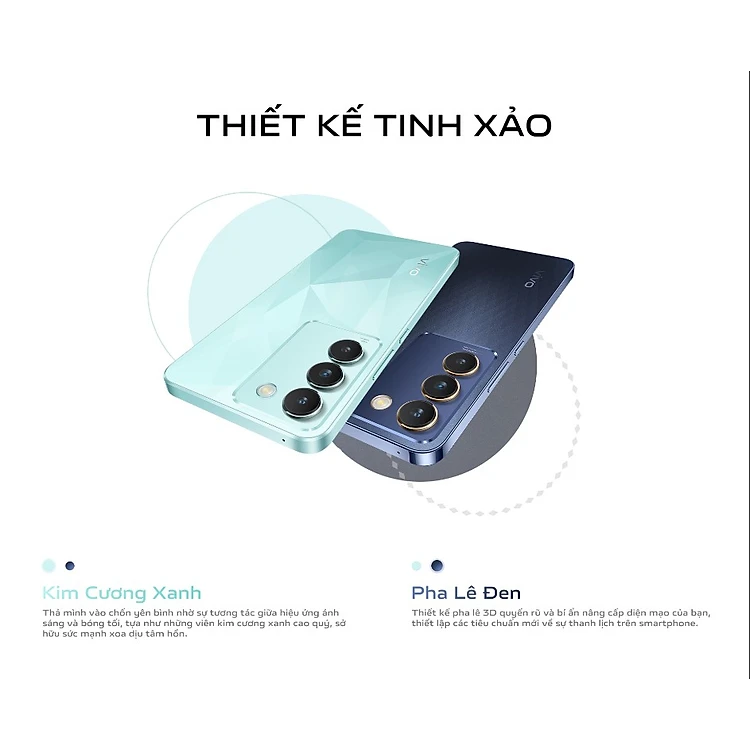 THIẾT KẾ TINH XẢO
vivo
vivo
Kim Cương Xanh
Thả mình vào chốn yên bình nhờ sự tương tác giữa hiệu ứng ánh
sáng và bóng tối, tựa như những viên kim cương xanh cao quý, sở
hữu sức mạnh xoa dịu tâm hồn.
Pha Lê Đen
Thiết kế pha lê 3D quyến rũ và bí ẩn nâng cấp diện mạo của bạn,
thiết lập các tiêu chuẩn mới về sự thanh lịch trên smartphone.